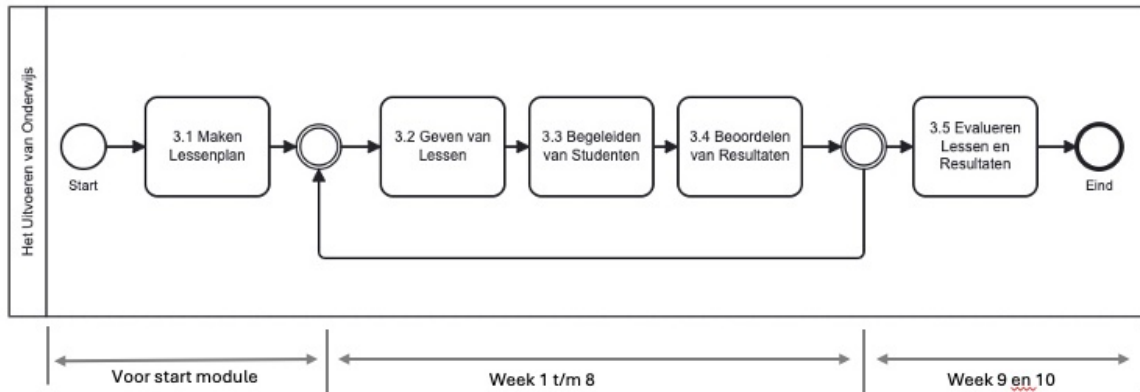 Het Uitvoeren van Onderwijs
Start
3.1 Maken
Lessenplan
3.2 Geven van
Lessen
3.3 Begeleiden
van Studenten
3.4 Beoordelen
van Resultaten
3.5 Evalueren
Lessen en
Resultaten
Eind
Voor start module
Week 1 t/m 8
Week 9 en 10